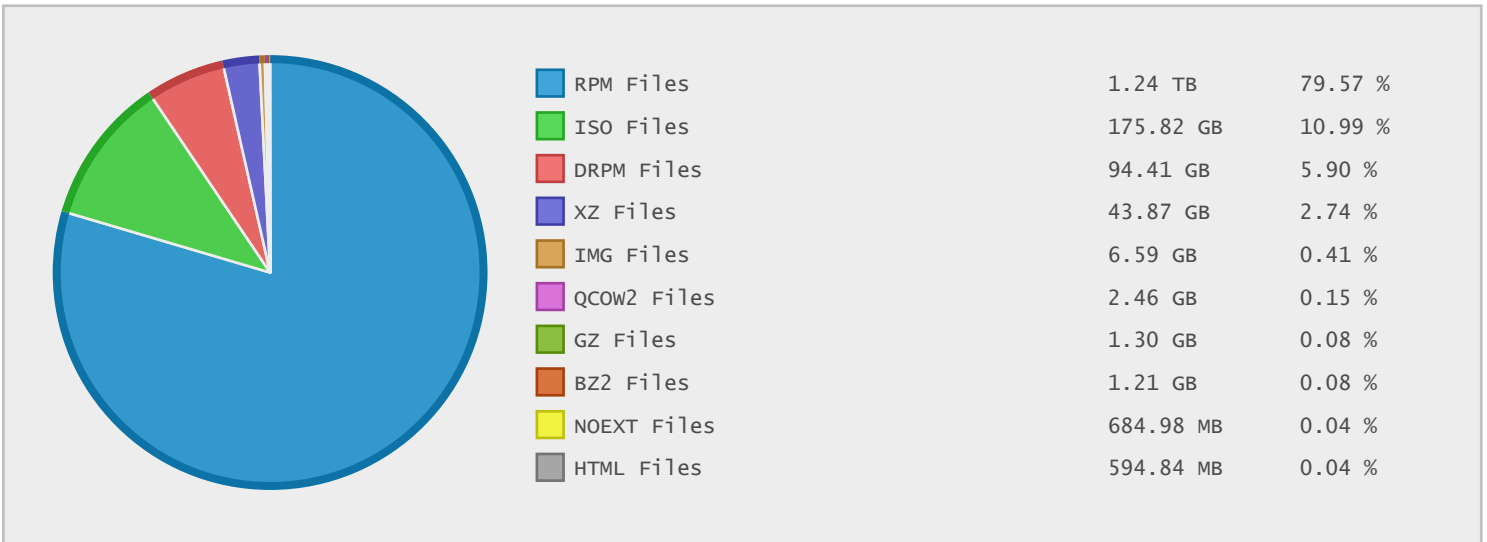 RPM Files 1.24 TB 79.57 %
ISO Files 175.82 GB 10.99 %
DRPM Files 94.41 GB 5.90 %
XZ Files 43.87 GB 2.74 %
IMG Files 6.59 GB 0.41 %
QCOW2 Files 2.46 GB 0.15 %
GZ Files 1.30 GB 0.08 %
BZ2 Files 1.21 GB 0.08 %
NOEXT Files 684.98 MB 0.04 %
HTML Files 594.84 MB 0.04 %